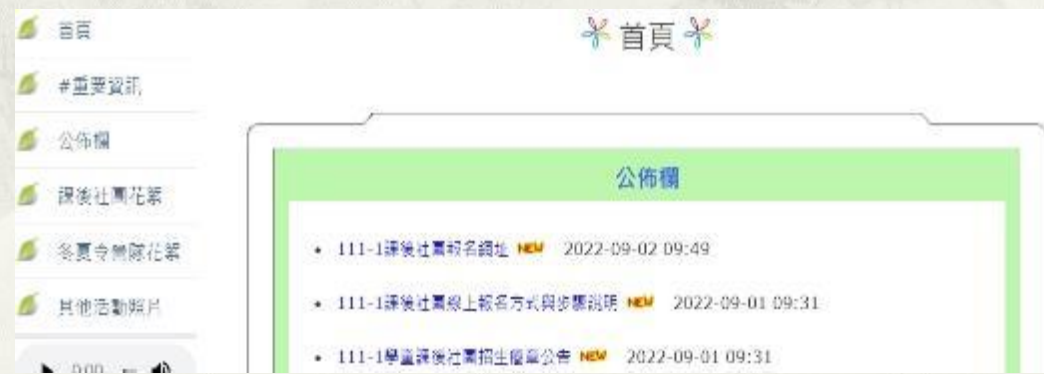 首頁
#重要資訊
公佈欄
課後社團花絮
冬夏令營隊花絮
其他活動照片
0:00
首頁
公佈欄
111-1課後社團報名網址 NEW 2022-09-02 09:49
111-1課後社團線上報名方式與步驟說明 NEW 2022-09-01 09:31
111-1學童課後社團招生簡章公告 NEW 2022-09-01 09:31